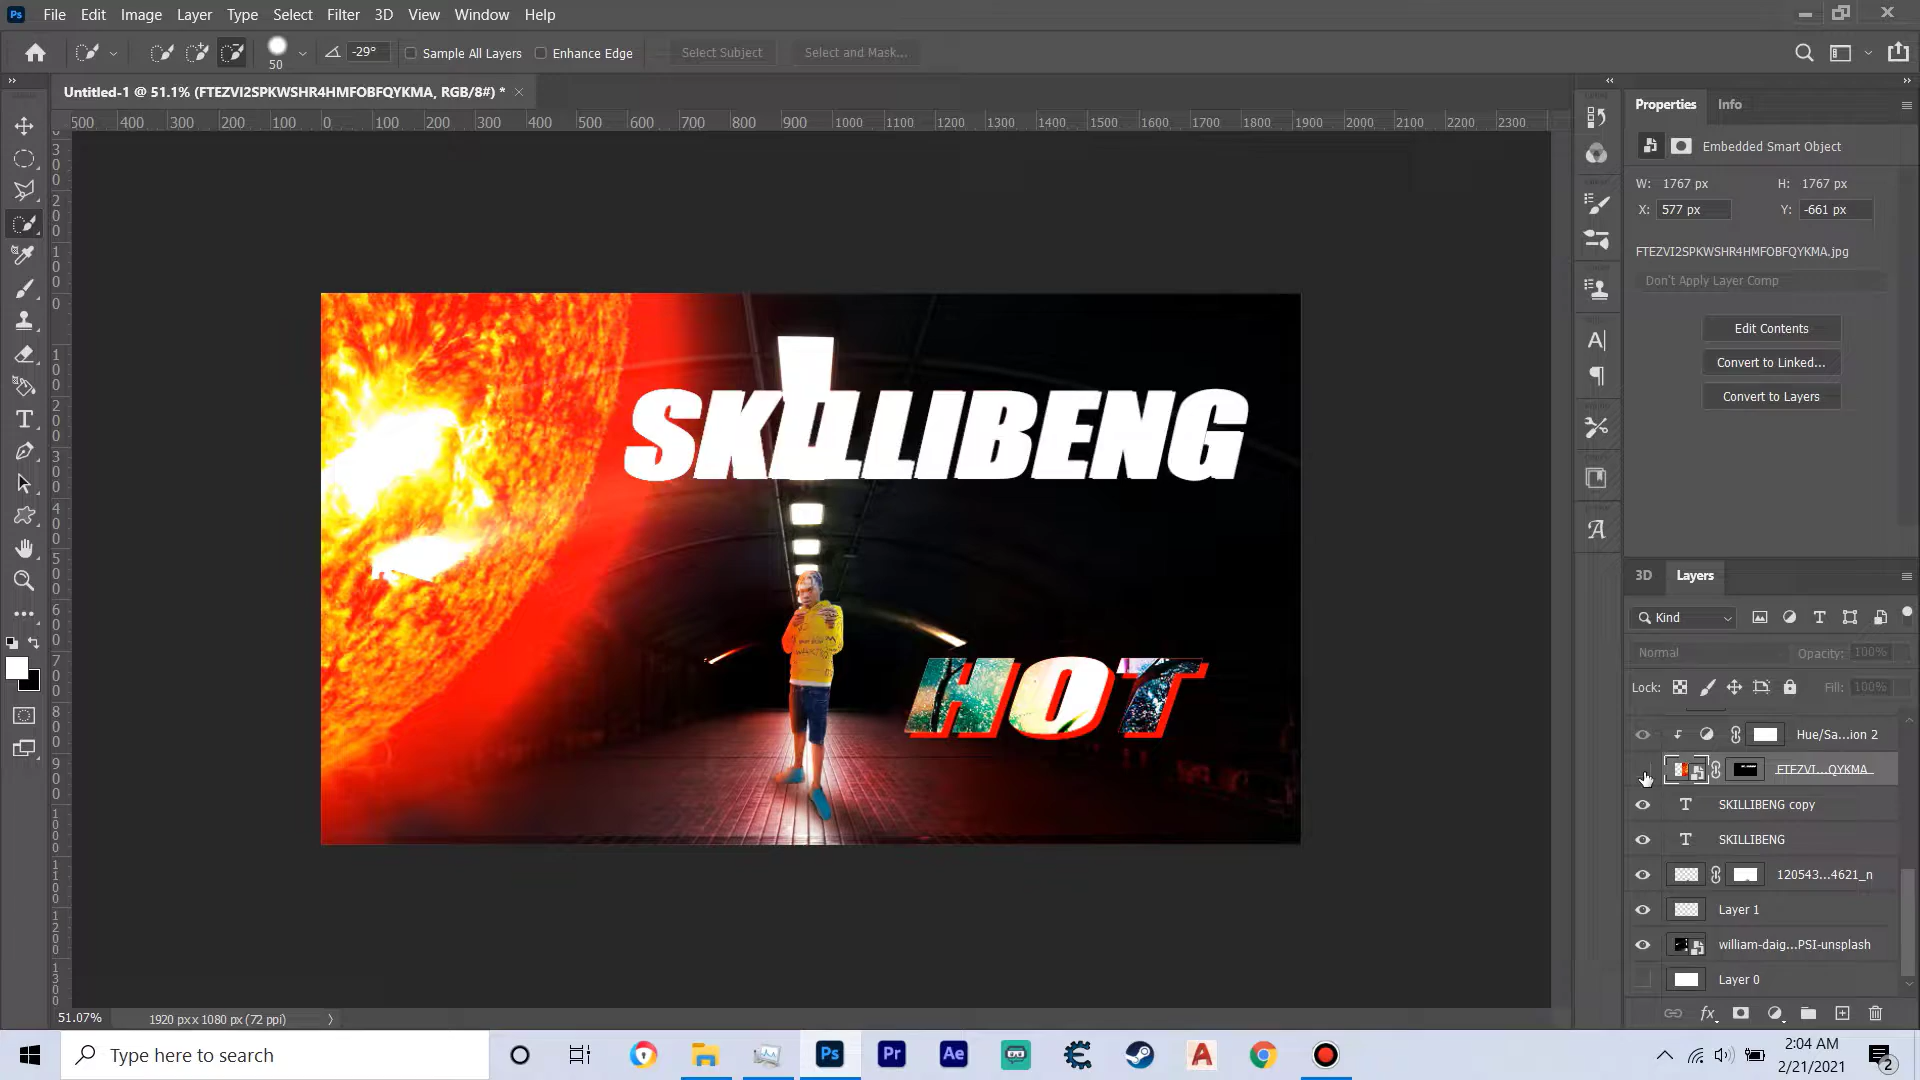 File Edit Image Layer Type Select Filter 3D View Window Help
50
-29° Sample All Layers Enhance Edge Select Subject Select and Mask...
Untitled-1 @ 51.1% (FTEZVI2SPKWSHR4HMFOBFQYKMA, RGB/8#) *
500 400 300 200 100 0 100 200 300 400 500 600 700 800 900 1000 1100 1200 1300 1400 1500 1600 1700 1800 1900 2000 2100 2200 2300
Properties Info
Embedded Smart Object
W: 1767 px H: 1767 px
X: 577 px Y: -661 px
FTEZVI2SPKWSHR4HMFOBFQYKMA.jpg
Don't Apply Layer Comp
Edit Contents
Convert to Linked...
Convert to Layers
SKILLIBENG
HOT
3D Layers
Kind
Normal Opacity: 100%
Lock: Fill: 100%
Hue/Sa...ion 2
FTEZVI...QYKMA
SKILLIBENG copy
SKILLIBENG
120543...4621_n
Layer 1
william-daig...PSI-unsplash
Layer 0
51.07% 1920 px x 1080 px (72 ppi)
Type here to search
2:04 AM
2/21/2021
2